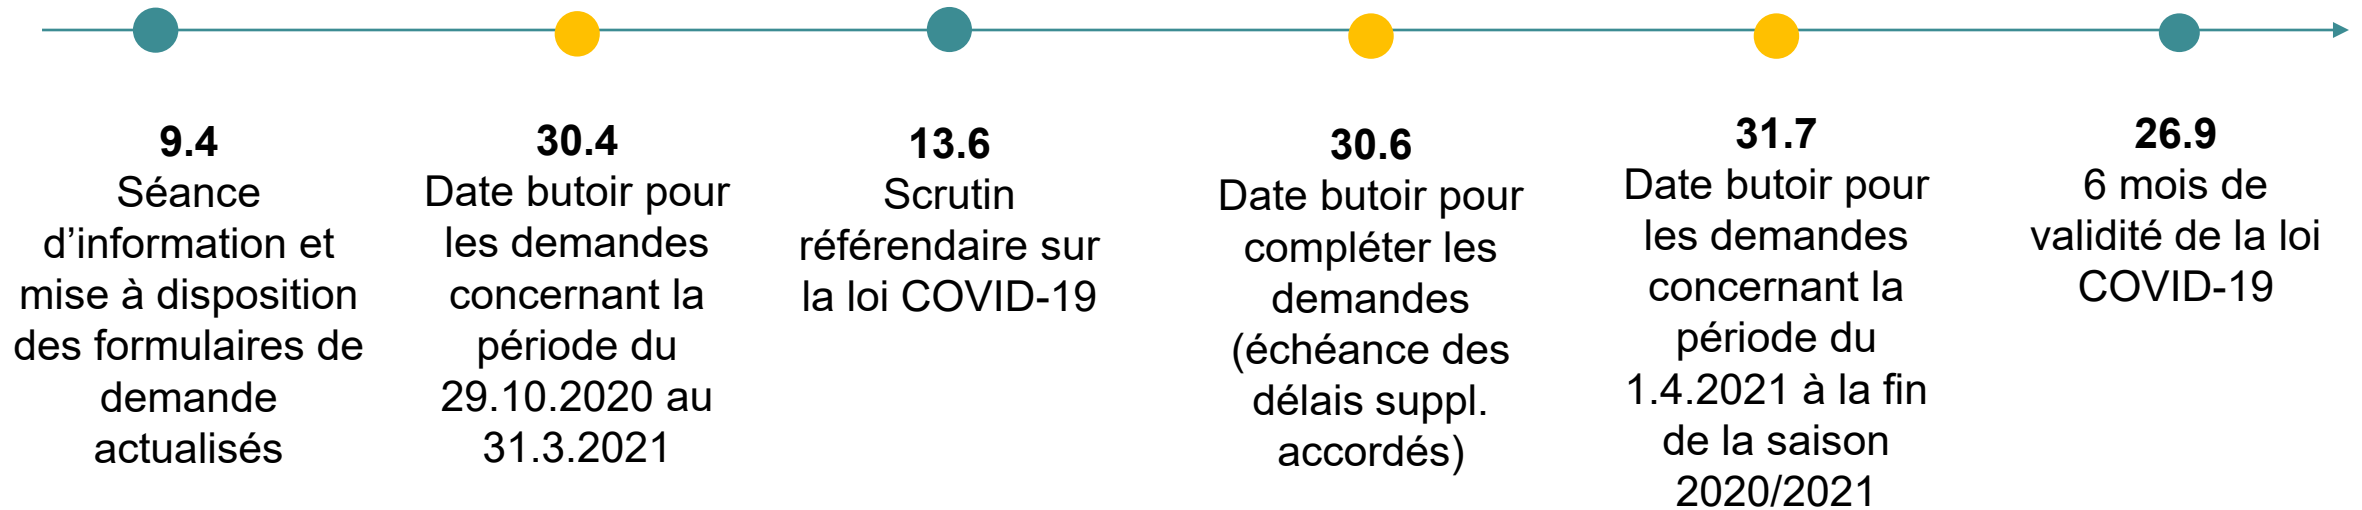 9.4
Séance
d’information et
mise à disposition
des formulaires de
demande
actualisés
30.4
Date butoir pour
les demandes
concernant la
période du
29.10.2020 au
31.3.2021
13.6
Scrutin
référendaire sur
la loi COVID-19
30.6
Date butoir pour
compléter les
demandes
(échéance des
délais suppl.
accordés)
31.7
Date butoir pour
les demandes
concernant la
période du
1.4.2021 à la fin
de la saison
2020/2021
26.9
6 mois de
validité de la loi
COVID-19